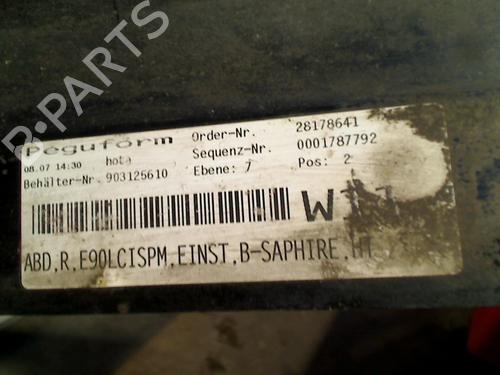 Peguform
Order-Nr. 28178641
08.07 14:30 hota
Sequenz-Nr. 0001787792
Behälter-Nr. 903125610
Ebene: 7 Pos: 2
ABD,R,E90LCISPM,EINST,B-SAPHIRE,HT
B-PARTS